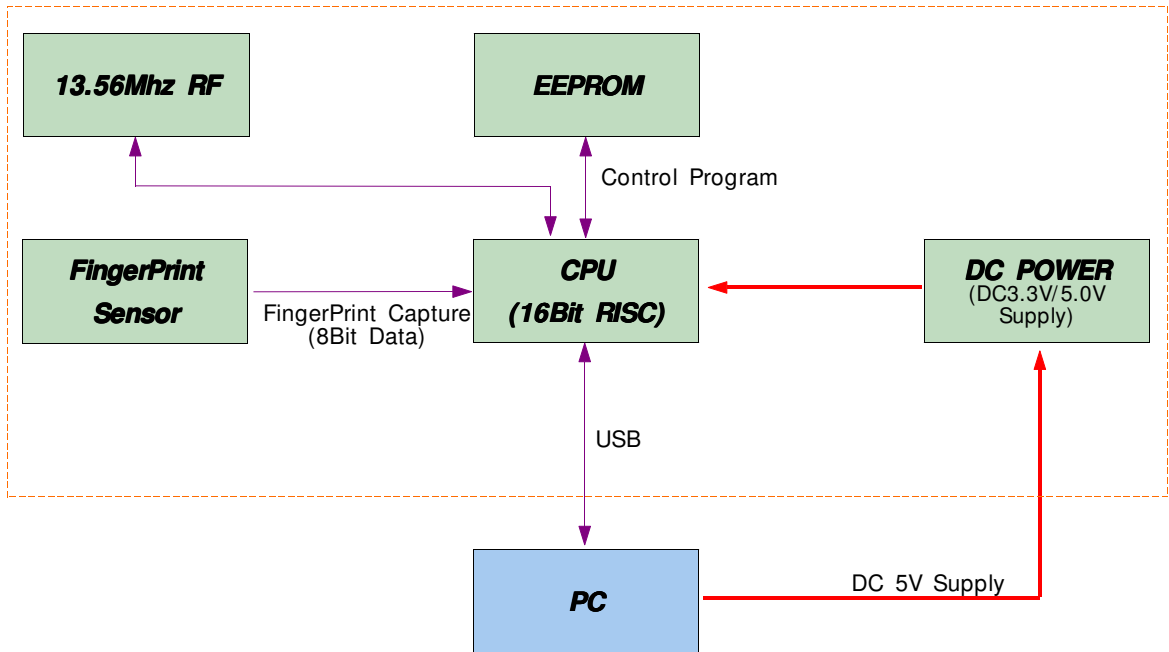 13.56Mhz RF
EEPROM
Control Program
FingerPrint
Sensor
FingerPrint Capture
(8Bit Data)
CPU
(16Bit RISC)
DC POWER
(DC3.3V/5.0V
Supply)
USB
PC
DC 5V Supply